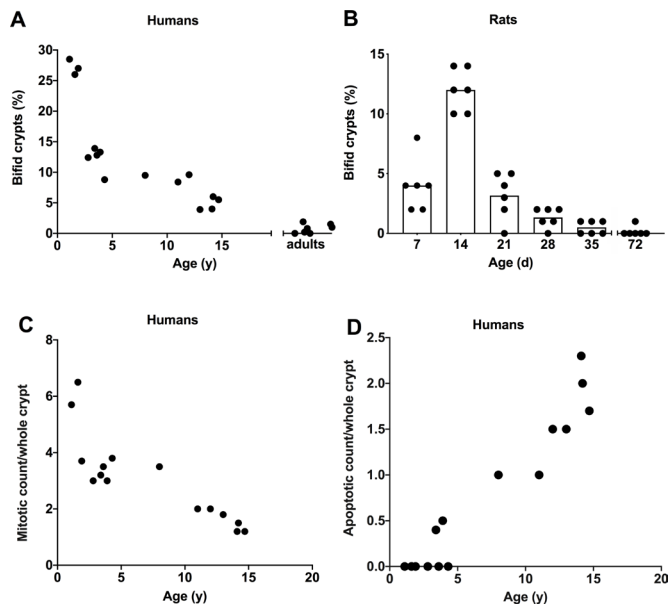 A
Humans
Bifid crypts (%)
30
25
20
15
10
5
0
0 5 10 15 adults
Age (y)
B
Rats
Bifid crypts (%)
15
10
5
0
7 14 21 28 35 72
Age (d)
C
Humans
Mitotic count/whole crypt
8
6
4
2
0
0 5 10 15 20
Age (y)
D
Humans
Apoptotic count/whole crypt
2.5
2.0
1.5
1.0
0.5
0.0
0 5 10 15 20
Age (y)